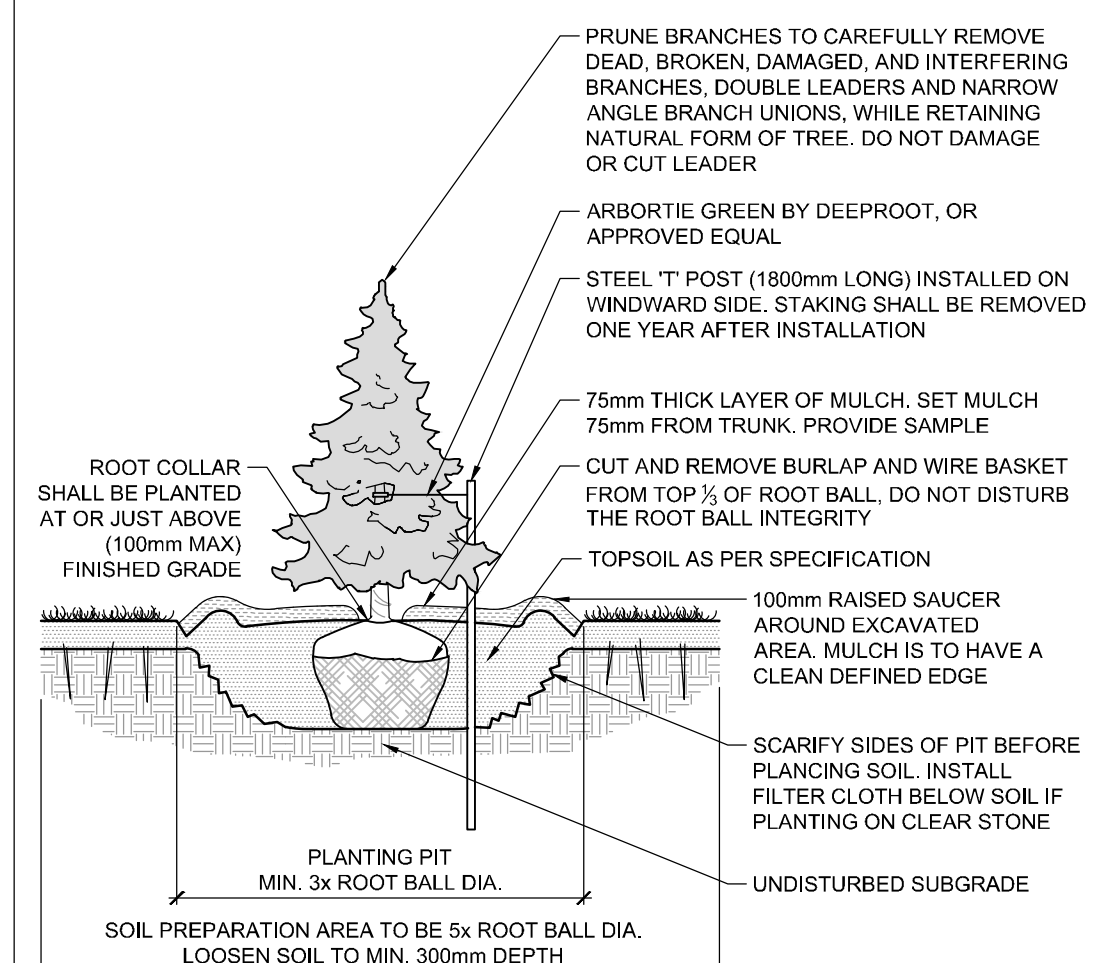 PRUNE BRANCHES TO CAREFULLY REMOVE
DEAD, BROKEN, DAMAGED, AND INTERFERING
BRANCHES, DOUBLE LEADERS AND NARROW
ANGLE BRANCH UNIONS, WHILE RETAINING
NATURAL FORM OF TREE. DO NOT DAMAGE
OR CUT LEADER
ARBORTIE GREEN BY DEEPROOT, OR
APPROVED EQUAL
STEEL 'T' POST (1800mm LONG) INSTALLED ON
WINDWARD SIDE. STAKING SHALL BE REMOVED
ONE YEAR AFTER INSTALLATION
75mm THICK LAYER OF MULCH. SET MULCH
75mm FROM TRUNK. PROVIDE SAMPLE
ROOT COLLAR
SHALL BE PLANTED
AT OR JUST ABOVE
(100mm MAX)
FINISHED GRADE
CUT AND REMOVE BURLAP AND WIRE BASKET
FROM TOP ⅓ OF ROOT BALL, DO NOT DISTURB
THE ROOT BALL INTEGRITY
TOPSOIL AS PER SPECIFICATION
100mm RAISED SAUCER
AROUND EXCAVATED
AREA. MULCH IS TO HAVE A
CLEAN DEFINED EDGE
SCARIFY SIDES OF PIT BEFORE
PLANCING SOIL. INSTALL
FILTER CLOTH BELOW SOIL IF
PLANTING ON CLEAR STONE
UNDISTURBED SUBGRADE
PLANTING PIT
MIN. 3x ROOT BALL DIA.
SOIL PREPARATION AREA TO BE 5x ROOT BALL DIA.
LOOSEN SOIL TO MIN. 300mm DEPTH